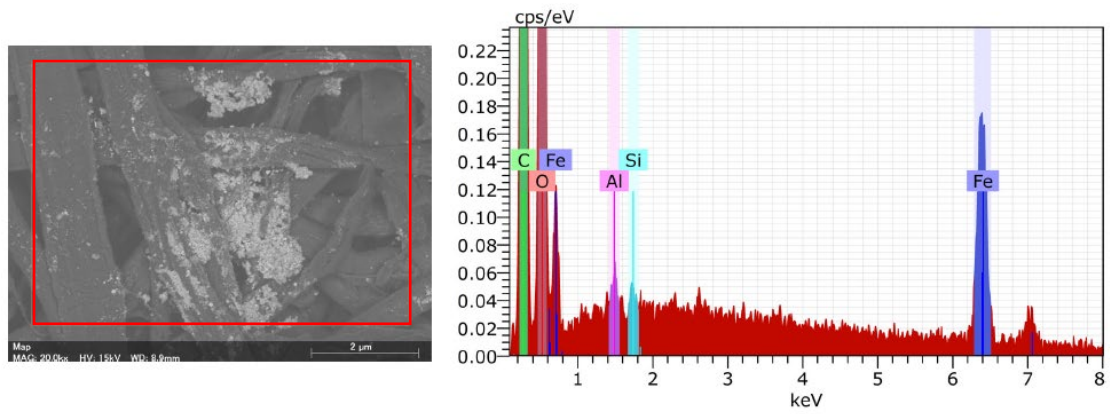 Map
MAG: 20.0kx HV: 15kV WD: 8.9mm
2 µm
cps/eV
0.22
0.20
0.18
0.16
0.14
0.12
0.10
0.08
0.06
0.04
0.02
0.00
C
O
Fe
Al
Si
Fe
1 2 3 4 5 6 7 8
keV